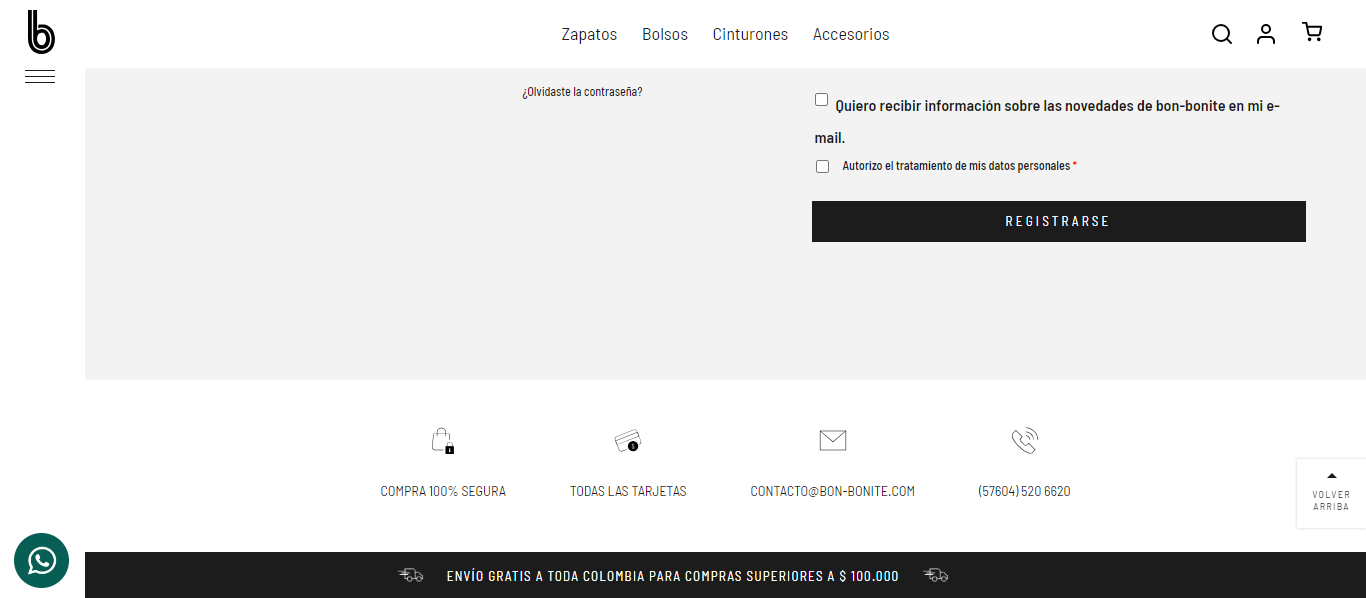 b
Zapatos Bolsos Cinturones Accesorios
¿Olvidaste la contraseña?
Quiero recibir información sobre las novedades de bon-bonite en mi e-
mail.
Autorizo el tratamiento de mis datos personales *
REGISTRARSE
COMPRA 100% SEGURA
TODAS LAS TARJETAS
CONTACTO@BON-BONITE.COM
(57604) 520 6620
VOLVER
ARRIBA
ENVÍO GRATIS A TODA COLOMBIA PARA COMPRAS SUPERIORES A $ 100.000